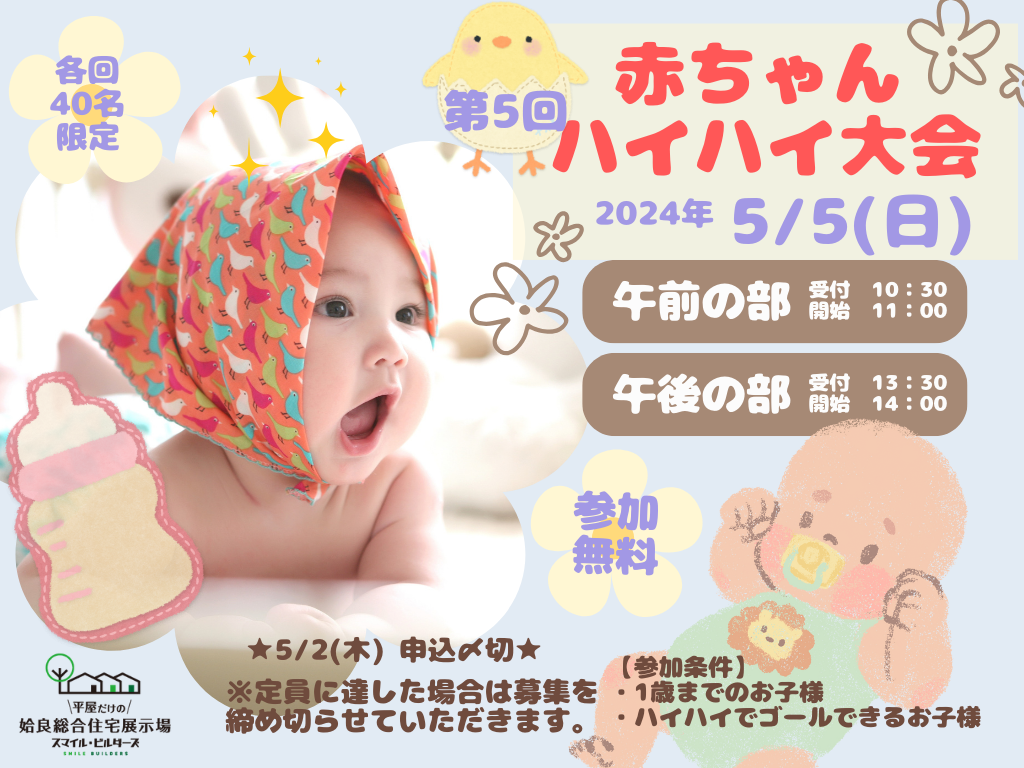 各回
40名
限定
第5回
赤ちゃん
ハイハイ大会
2024年 5/5(日)
午前の部 受付 10:30
開始 11:00
午後の部 受付 13:30
開始 14:00
参加
無料
★5/2(木) 申込〆切★
※定員に達した場合は募集を
締め切らせていただきます。
【参加条件】
・1歳までのお子様
・ハイハイでゴールできるお子様
\平屋だけの/
姶良総合住宅展示場
スマイル・ビルダーズ
SMILE BUILDERS